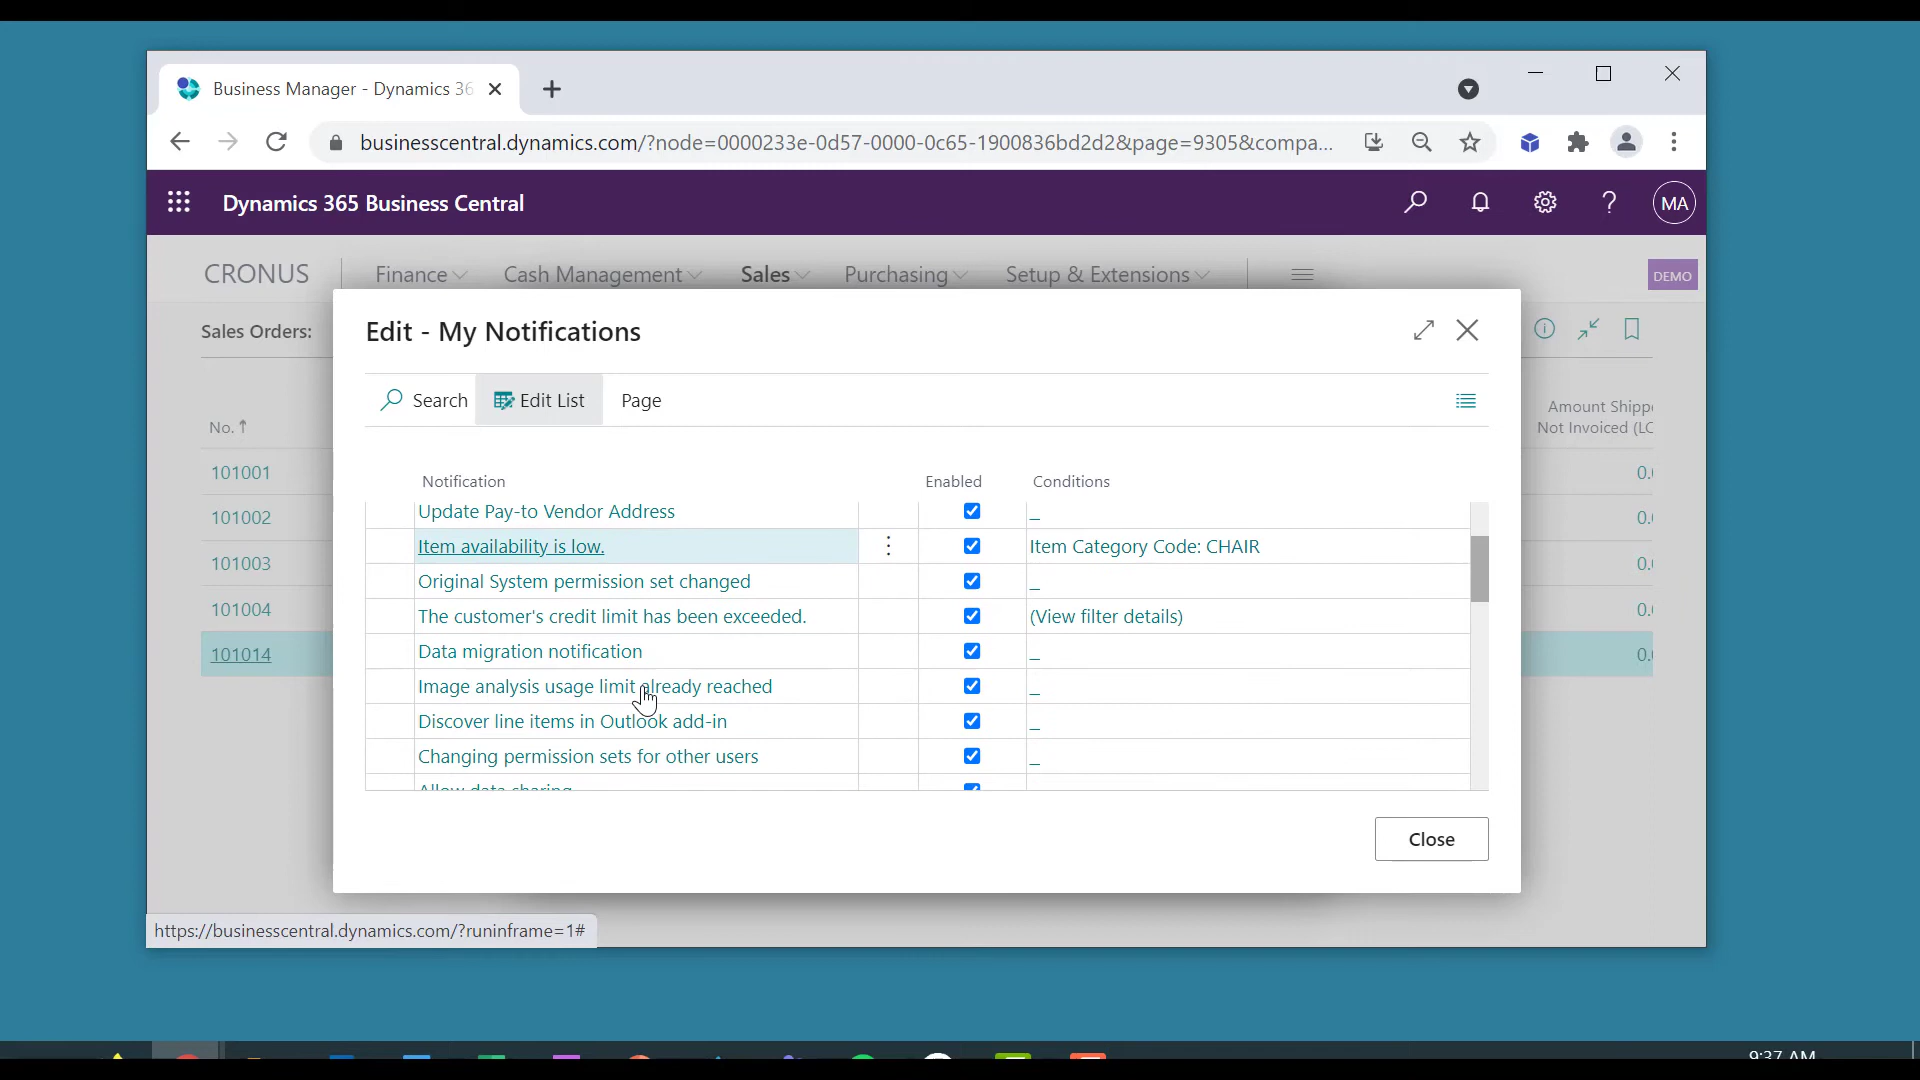 Business Manager - Dynamics 36
businesscentral.dynamics.com/?node=0000233e-0d57-0000-0c65-1900836bd2d2&page=9305&compa...
Dynamics 365 Business Central
MA
CRONUS Finance Cash Management Sales Purchasing Setup & Extensions DEMO
Sales Orders:
Edit - My Notifications
Search Edit List Page
No. ↑
Amount Shippe
Not Invoiced (LC
Notification Enabled Conditions
Update Pay-to Vendor Address _
Item availability is low. Item Category Code: CHAIR
Original System permission set changed _
The customer's credit limit has been exceeded. (View filter details)
Data migration notification _
Image analysis usage limit already reached _
Discover line items in Outlook add-in _
Changing permission sets for other users _
Allow data sharing
101001 0.
101002 0.
101003 0.
101004 0.
101014 0.
Close
https://businesscentral.dynamics.com/?runinframe=1#
9:37 AM